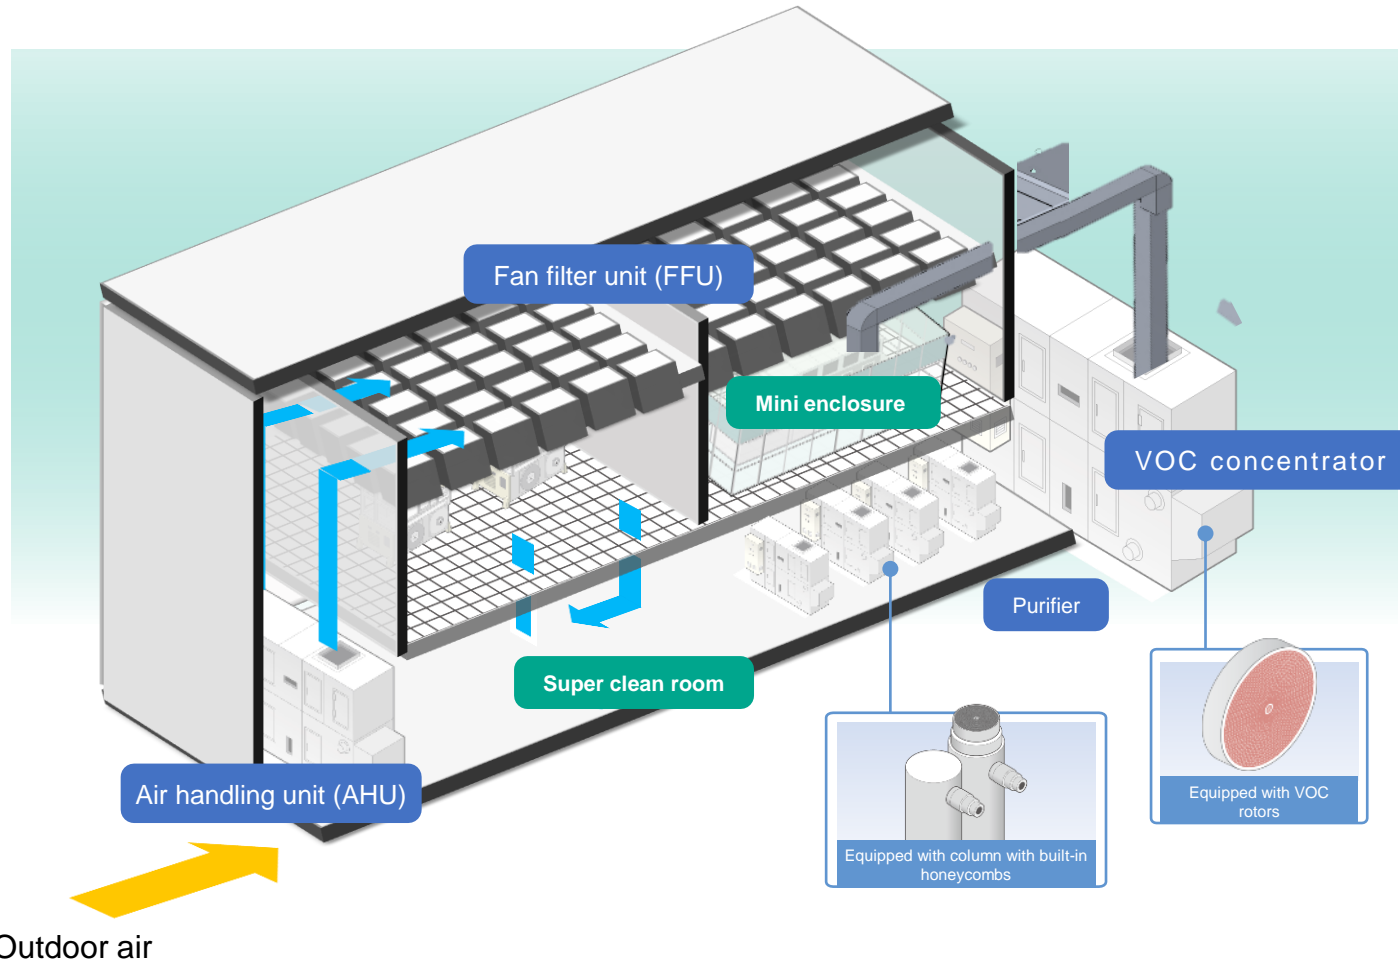 Fan filter unit (FFU)
Mini enclosure
VOC concentrator
Purifier
Super clean room
Air handling unit (AHU)
Equipped with VOC
rotors
Equipped with column with built-in
honeycombs
Outdoor air